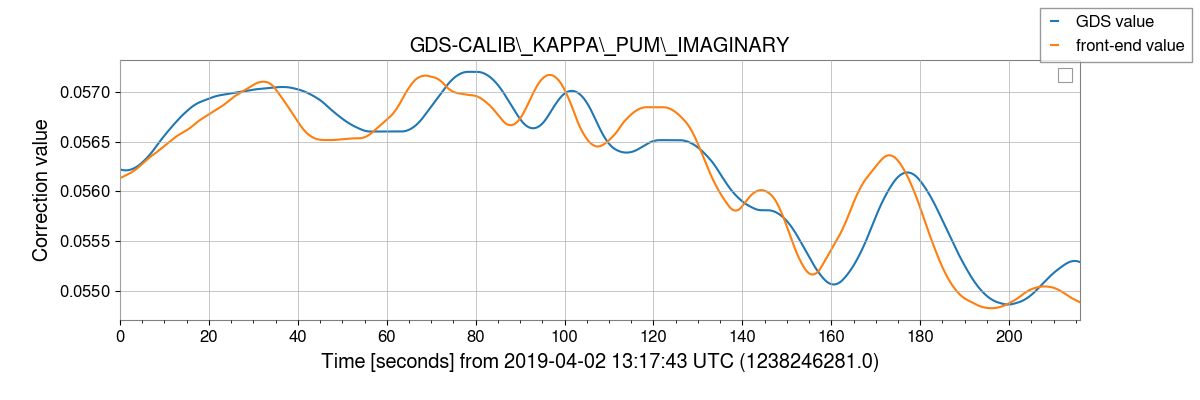 GDS value
front-end value
GDS-CALIB\_KAPPA\_PUM\_IMAGINARY
Correction value
0.0570
0.0565
0.0560
0.0555
0.0550
0 20 40 60 80 100 120 140 160 180 200
Time [seconds] from 2019-04-02 13:17:43 UTC (1238246281.0)